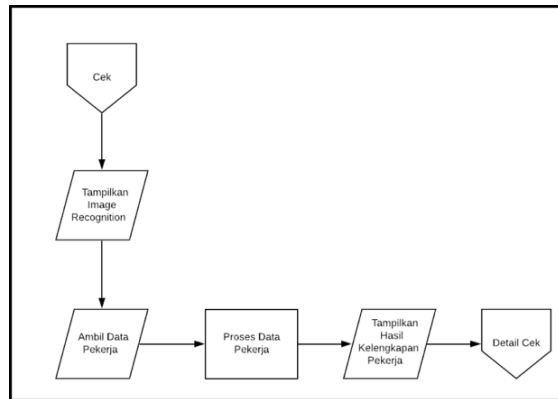 Cek
Tampilkan
Image
Recognition
Ambil Data
Pekerja
Proses Data
Pekerja
Tampilkan
Hasil
Kelengkapan
Pekerja
Detail Cek